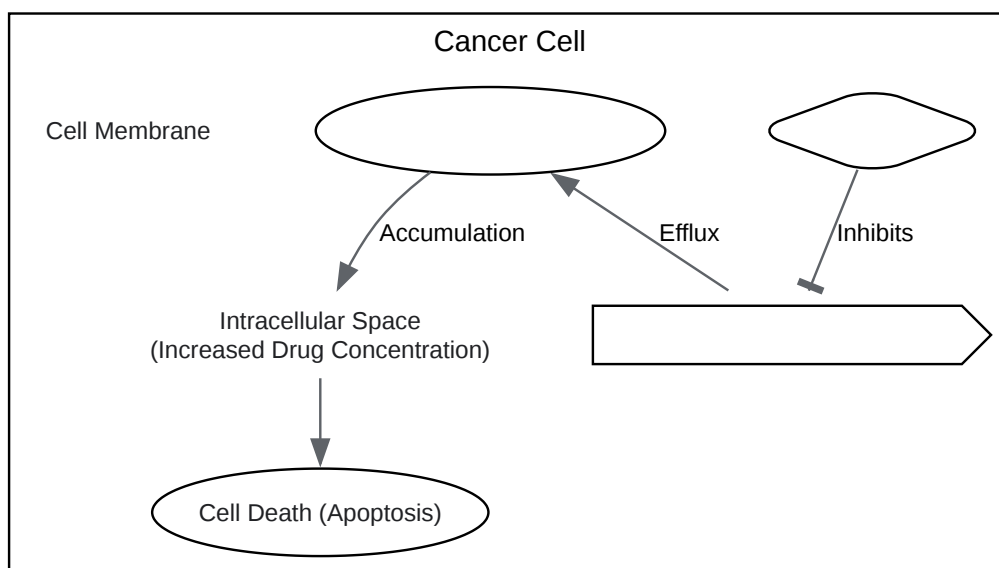 Cancer Cell
Cell Membrane
Accumulation
Efflux
Inhibits
Intracellular Space
(Increased Drug Concentration)
Cell Death (Apoptosis)